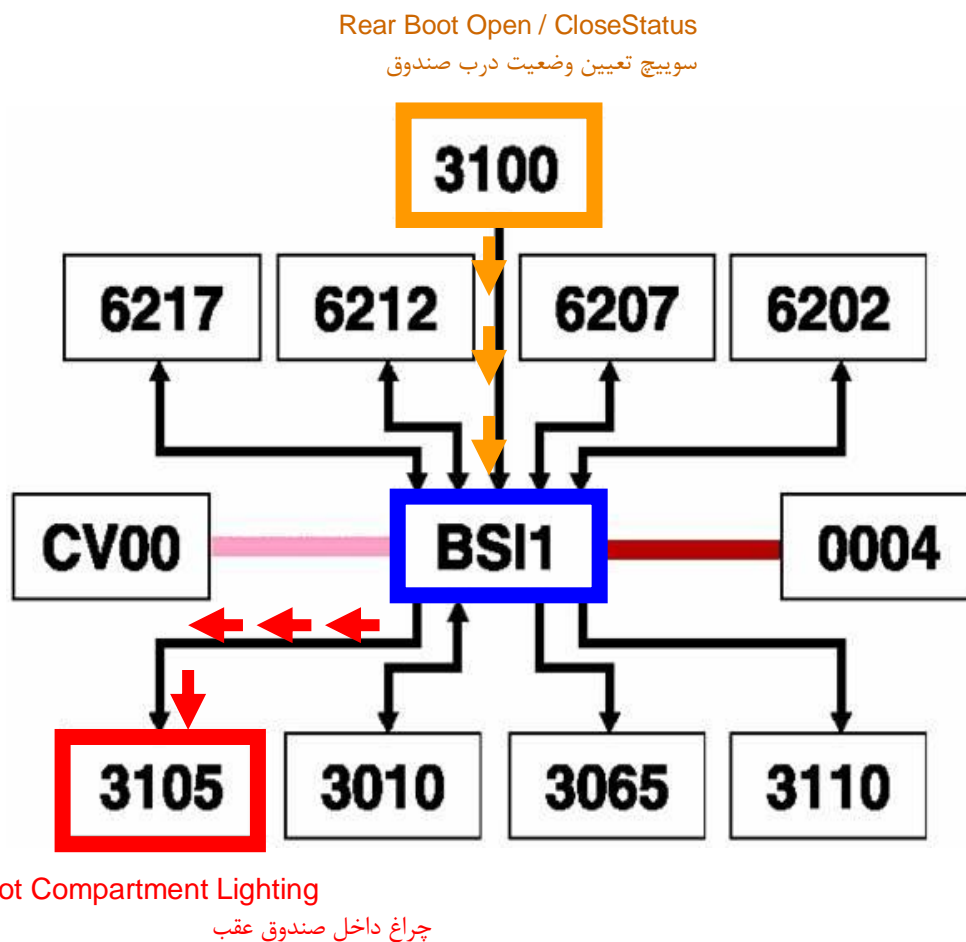 Rear Boot Open / CloseStatus
سوییچ تعیین وضعیت درب صندوق
3100
6217 6212 6207 6202
CV00 BSI1 0004
3105 3010 3065 3110
ot Compartment Lighting
چراغ داخل صندوق عقب